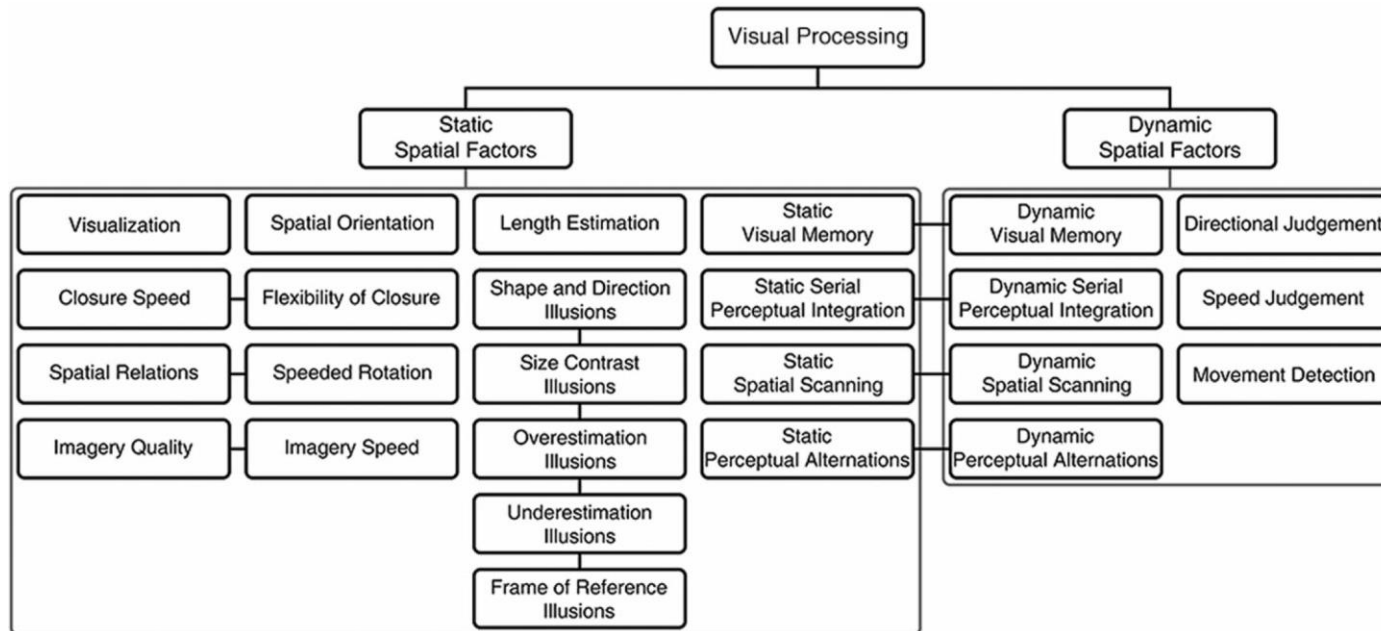 Visual Processing
Static
Spatial Factors
Dynamic
Spatial Factors
Visualization
Spatial Orientation
Length Estimation
Static
Visual Memory
Dynamic
Visual Memory
Directional Judgement
Closure Speed
Flexibility of Closure
Shape and Direction
Illusions
Static Serial
Perceptual Integration
Dynamic Serial
Perceptual Integration
Speed Judgement
Spatial Relations
Speeded Rotation
Size Contrast
Illusions
Static
Spatial Scanning
Dynamic
Spatial Scanning
Movement Detection
Imagery Quality
Imagery Speed
Overestimation
Illusions
Static
Perceptual Alternations
Dynamic
Perceptual Alternations
Underestimation
Illusions
Frame of Reference
Illusions